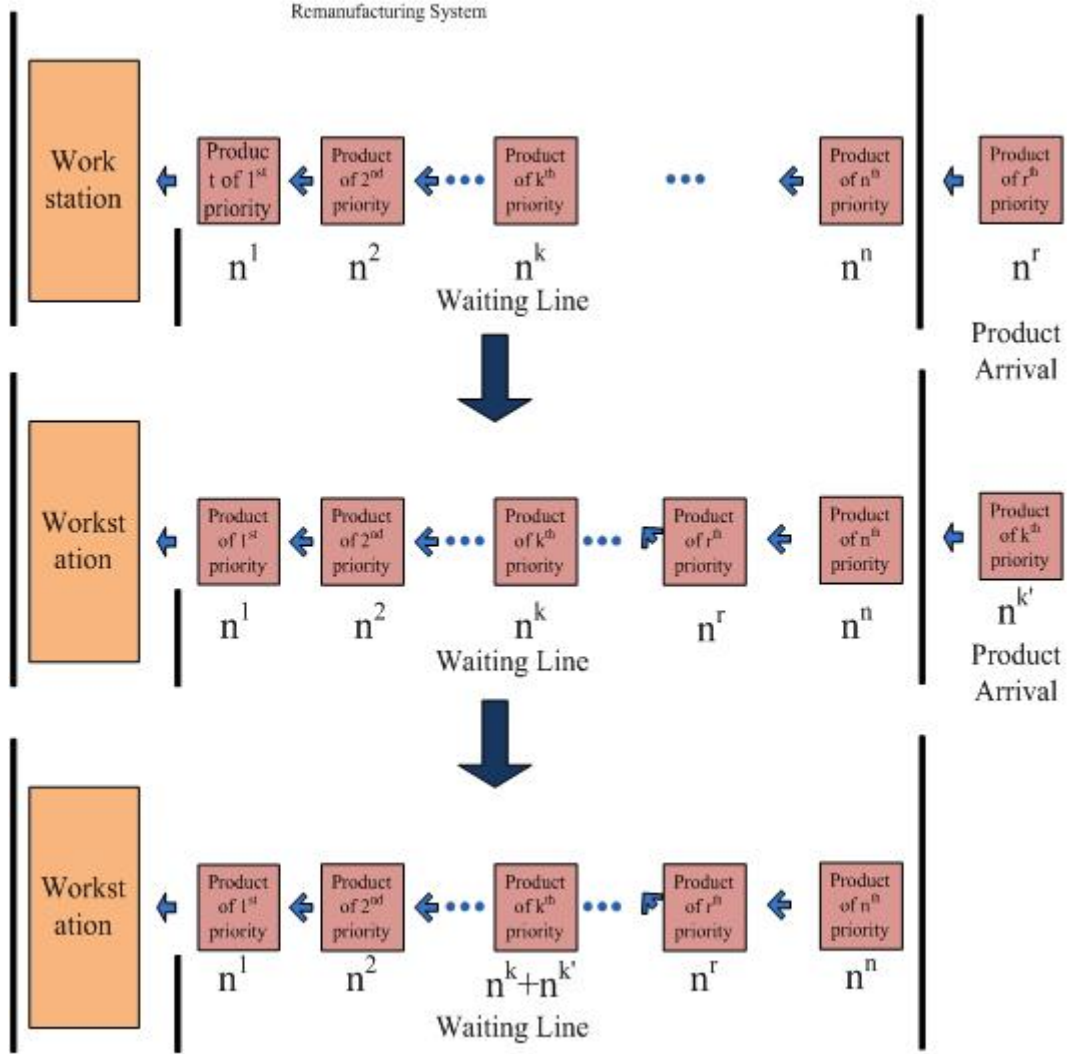 Remanufacturing System
Work
station
Produc
t of 1st
priority
Product
of 2nd
priority
Product
of kth
priority
Product
of nth
priority
Product
of rth
priority
n1
n2
nk
nn
nr
Waiting Line
Product
Arrival
Workst
ation
Product
of 1st
priority
Product
of 2nd
priority
Product
of kth
priority
Product
of rth
priority
Product
of nth
priority
Product
of kth
priority
n1
n2
nk
nr
nn
nk'
Waiting Line
Product
Arrival
Workst
ation
Product
of 1st
priority
Product
of 2nd
priority
Product
of kth
priority
Product
of rth
priority
Product
of nth
priority
n1
n2
nk+nk'
nr
nn
Waiting Line